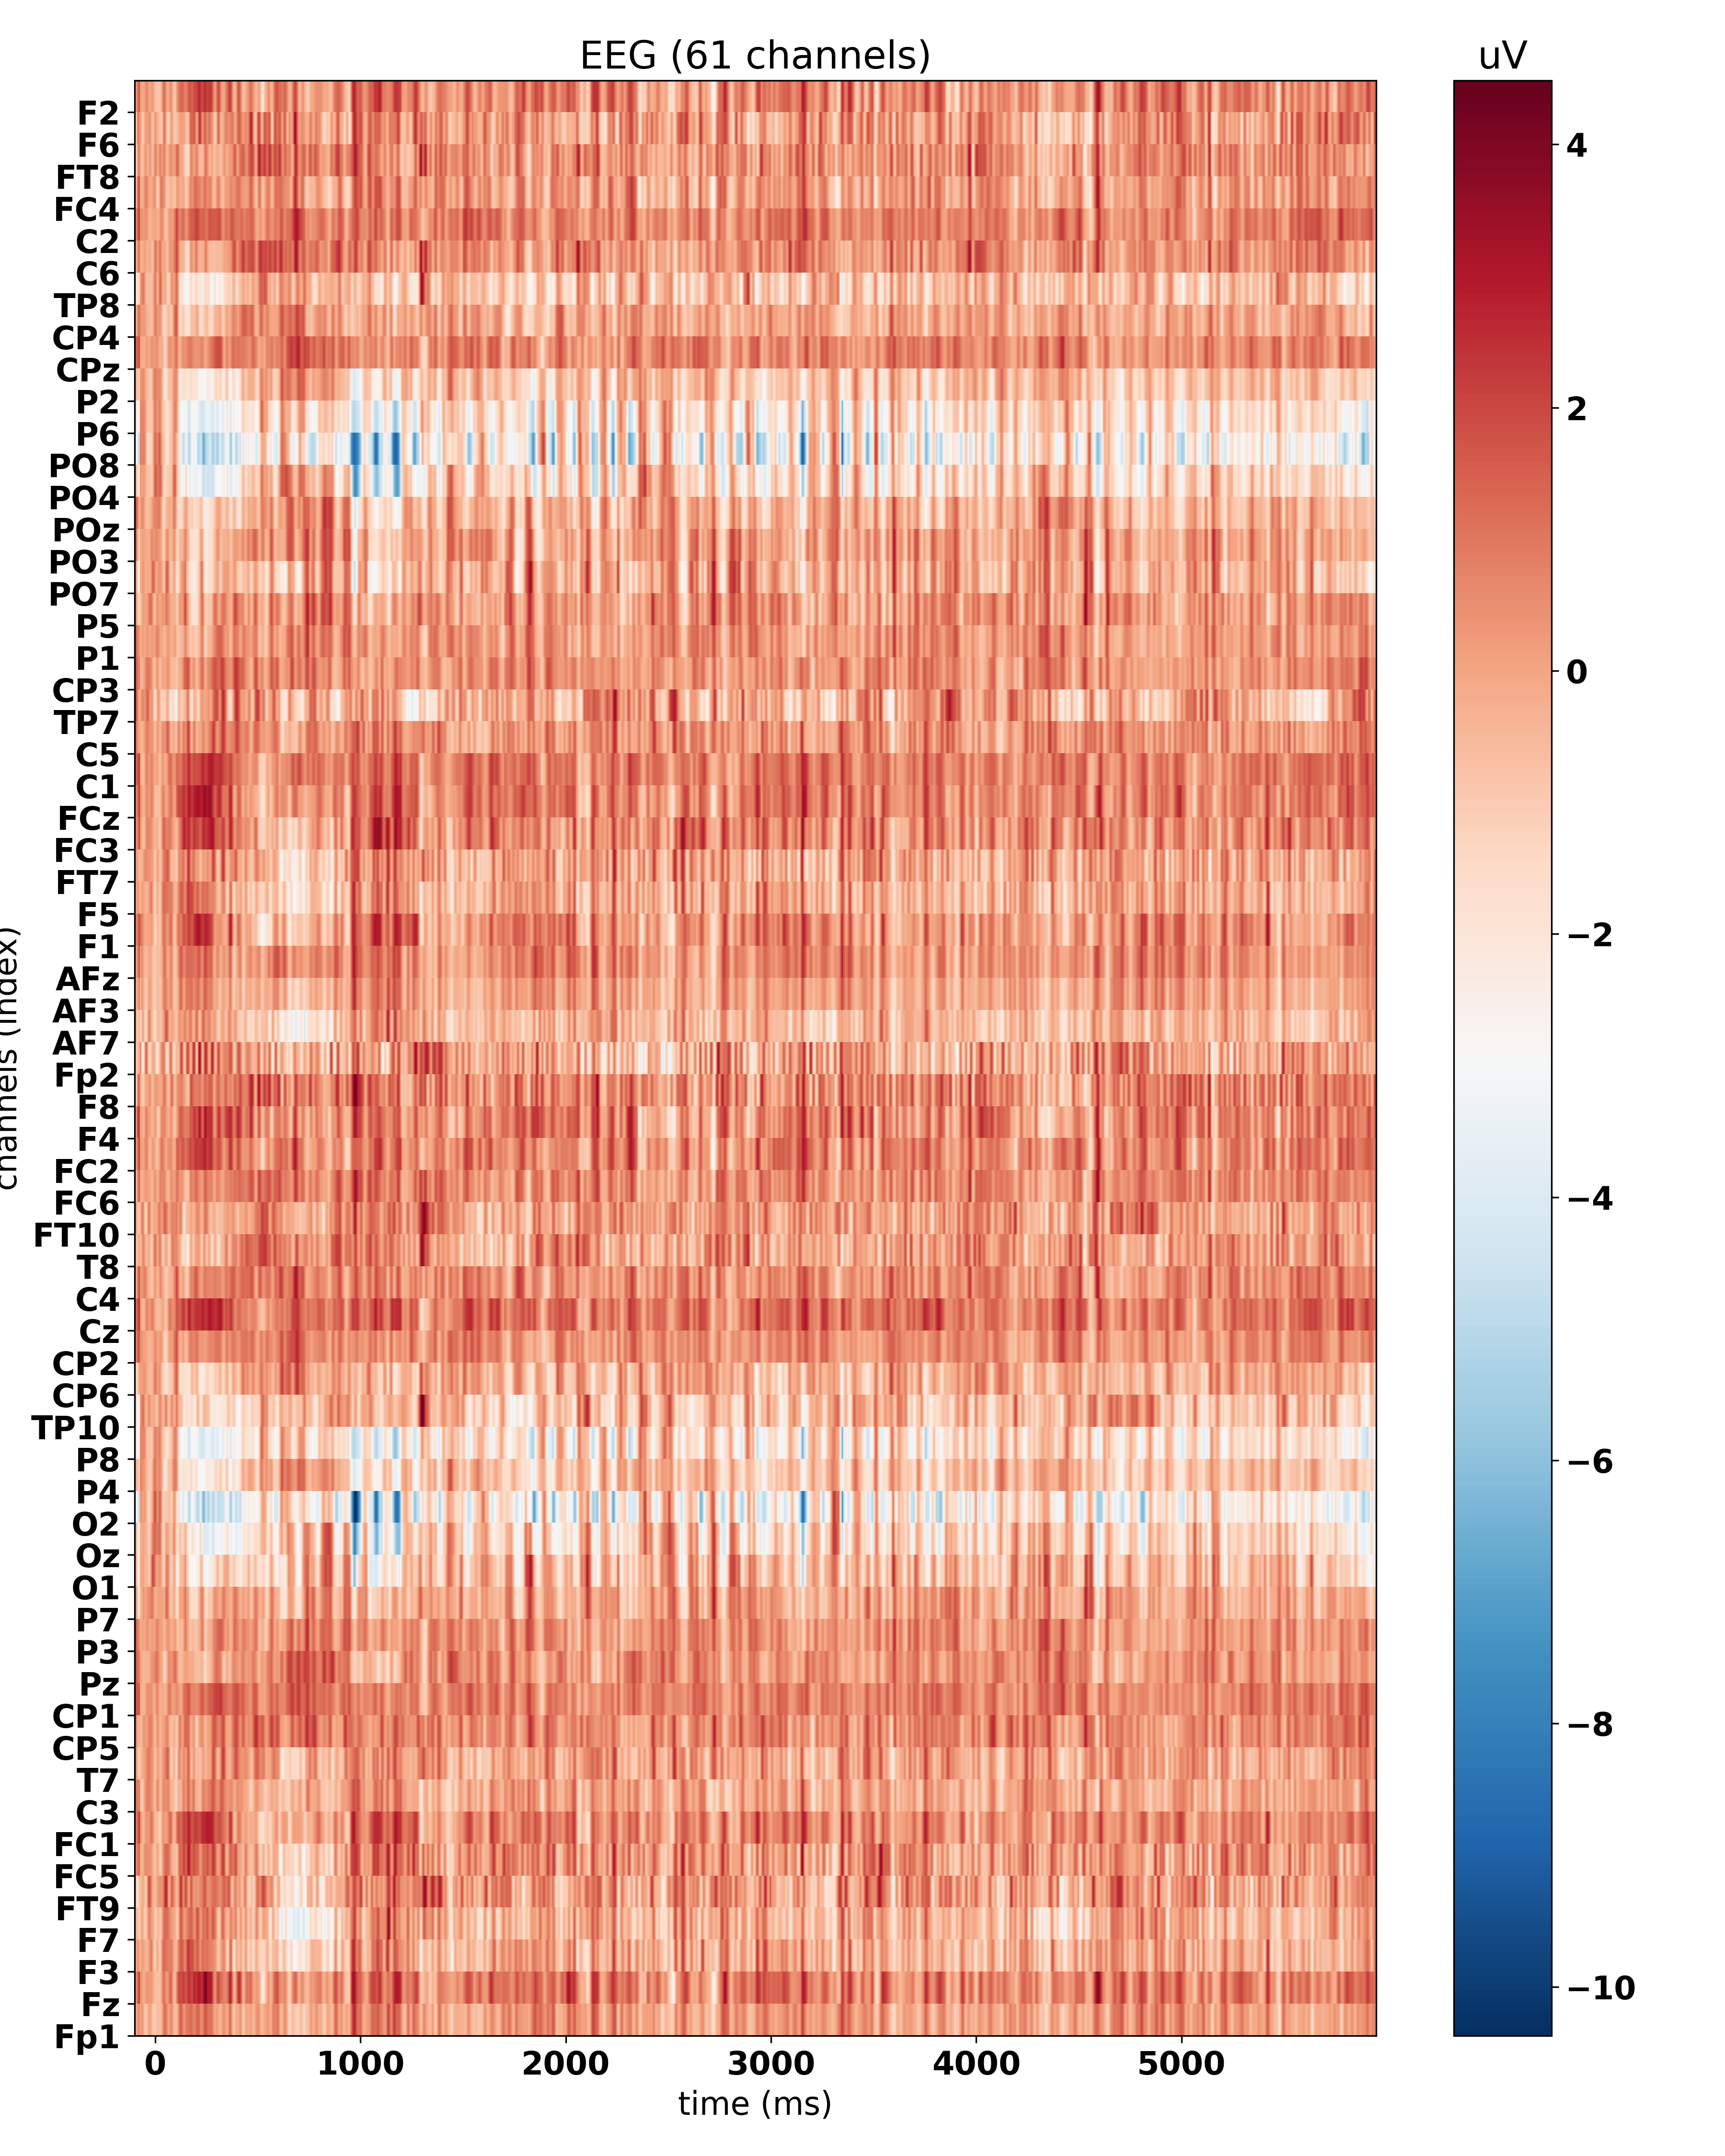 EEG (61 channels)
uV
F2
F6
FT8
FC4
C2
C6
TP8
CP4
CPz
P2
P6
PO8
PO4
POz
PO3
PO7
P5
P1
CP3
TP7
C5
C1
FCz
FC3
FT7
F5
F1
AFz
AF3
AF7
Fp2
F8
F4
FC2
FC6
FT10
T8
C4
Cz
CP2
CP6
TP10
P8
P4
O2
Oz
O1
P7
P3
Pz
CP1
CP5
T7
C3
FC1
FC5
FT9
F7
F3
Fz
Fp1
channels (index)
0 1000 2000 3000 4000 5000
time (ms)
4
2
0
−2
−4
−6
−8
−10